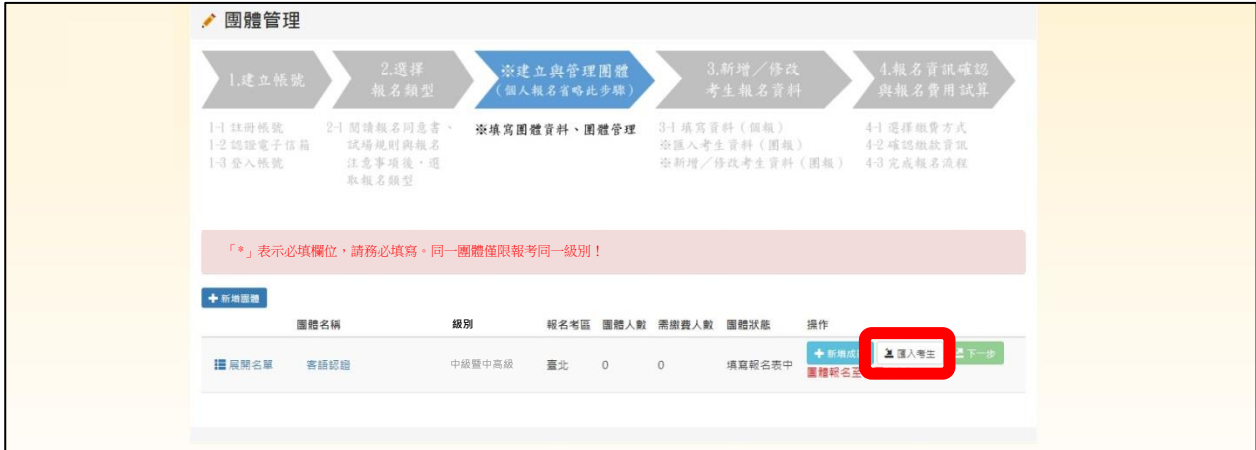 團體管理
1.建立帳號
2.選擇
報名類型
※建立與管理團體
(個人報名省略此步驟)
3.新增／修改
考生報名資料
4.報名資訊確認
與報名費用試算
1-1 註冊帳號
1-2 認證電子信箱
1-3 登入帳號
2-1 閱讀報名同意書、
試場規則與報名
注意事項後，選
取報名類型
※填寫團體資料、團體管理
3-1 填寫資料（個報）
※匯入考生資料（團報）
※新增／修改考生資料（團報）
4-1 選擇繳費方式
4-2 確認繳款資訊
4-3 完成報名流程
「*」表示必填欄位，請務必填寫。同一團體僅限報考同一級別！
新增團體
團體名稱 級別 報名考區 團體人數 需繳費人數 團體狀態 操作
展開名單 客語認證 中級暨中高級 臺北 0 0 填寫報名表中 新增成 匯入考生 下一步
團體報名至